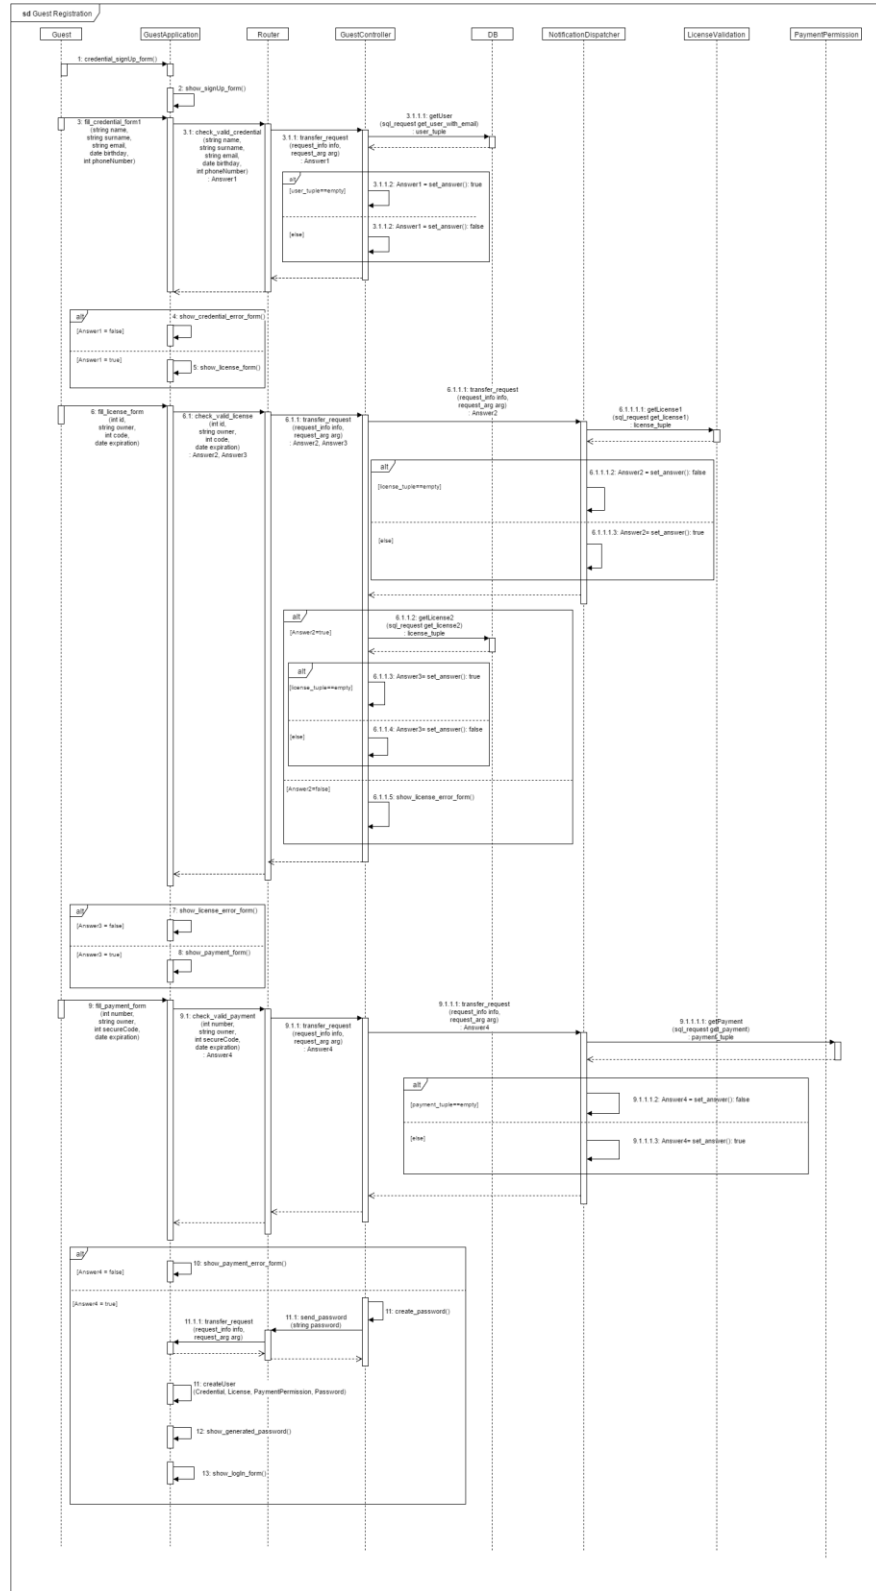 sd Guest Registration
Guest
GuestApplication
Router
GuestController
DB
NotificationDispatcher
LicenseValidation
PaymentPermission
1: credential_signUp_form()
2: show_signUp_form()
3: fill_credential_form1
(string name,
string surname,
string email,
date birthday,
int phoneNumber)
3.1: check_valid_credential
(string name,
string surname,
string email,
date birthday,
int phoneNumber)
: Answer1
3.1.1: transfer_request
(request_info info,
request_arg arg)
: Answer1
3.1.1.1: getUser
(sql_request get_user_with_email)
: user_tuple
alt
[user_tuple==empty]
3.1.1.2: Answer1 = set_answer(): true
[else]
3.1.1.2: Answer1 = set_answer(): false
alt
4: show_credential_error_form()
[Answer1 = false]
[Answer1 = true]
5: show_license_form()
6: fill_license_form
(int id,
string owner,
int code,
date expiration)
6.1: check_valid_license
(int id,
string owner,
int code,
date expiration)
: Answer2, Answer3
6.1.1: transfer_request
(request_info info,
request_arg arg)
: Answer2, Answer3
6.1.1.1: transfer_request
(request_info info,
request_arg arg)
: Answer2
6.1.1.1.1: getLicense1
(sql_request get_license1)
: license_tuple
alt
6.1.1.1.2: Answer2 = set_answer(): false
[license_tuple==empty]
6.1.1.1.3: Answer2= set_answer(): true
[else]
alt
6.1.1.2: getLicense2
(sql_request get_license2)
: license_tuple
[Answer2=true]
alt
6.1.1.3: Answer3= set_answer(): true
[license_tuple==empty]
6.1.1.4: Answer3= set_answer(): false
[else]
[Answer2=false]
6.1.1.5: show_license_error_form()
alt
7: show_license_error_form()
[Answer3 = false]
[Answer3 = true]
8: show_payment_form()
9: fill_payment_form
(int number,
string owner,
int secureCode,
date expiration)
9.1: check_valid_payment
(int number,
string owner,
int secureCode,
date expiration)
: Answer4
9.1.1: transfer_request
(request_info info,
request_arg arg)
: Answer4
9.1.1.1: transfer_request
(request_info info,
request_arg arg)
: Answer4
9.1.1.1.1: getPayment
(sql_request get_payment)
: payment_tuple
alt
[payment_tuple==empty]
9.1.1.1.2: Answer4 = set_answer(): false
[else]
9.1.1.1.3: Answer4= set_answer(): true
alt
10: show_payment_error_form()
[Answer4 = false]
[Answer4 = true]
11: create_password()
11.1: send_password
(string password)
11.1.1: transfer_request
(request_info info,
request_arg arg)
11: createUser
(Credential, License, PaymentPermission, Password)
12: show_generated_password()
13: show_logIn_form()